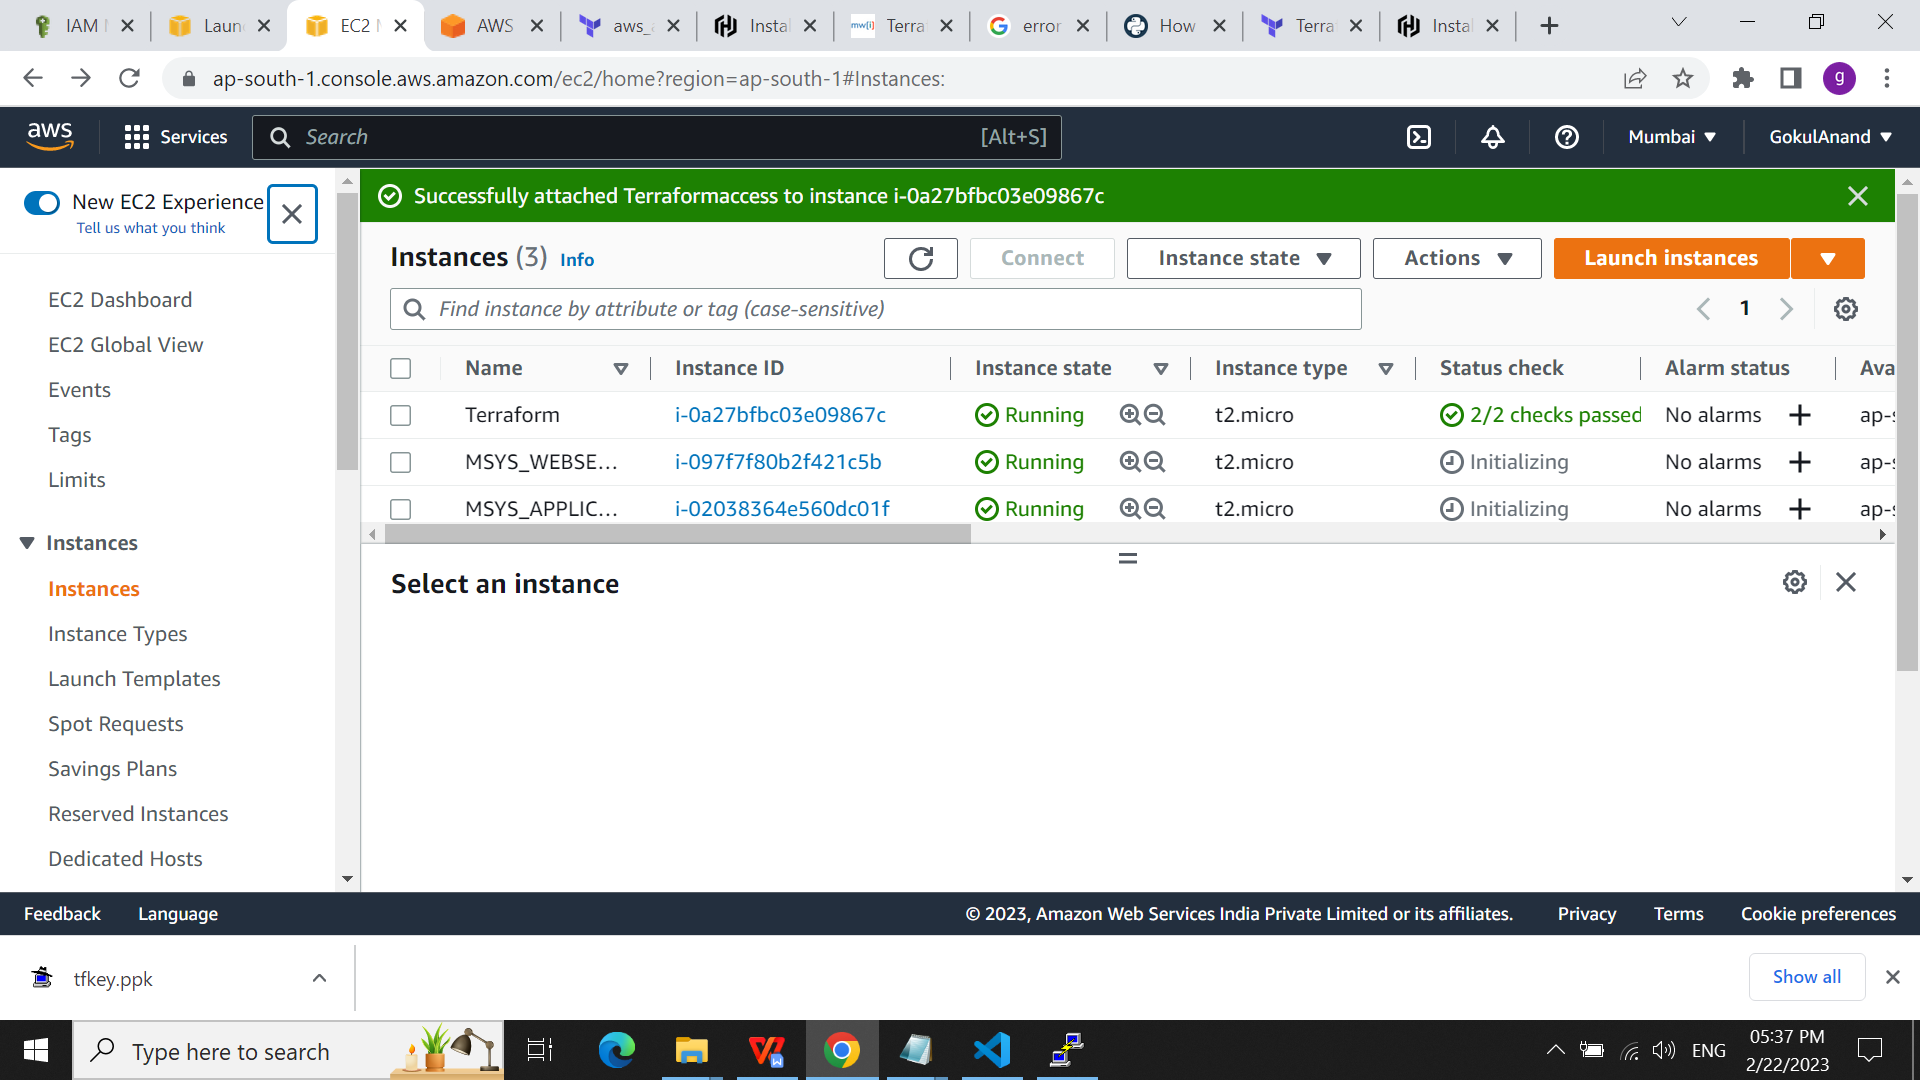 IAM M
Laun
EC2 M
AWS
aws_a
Instal
Terra
error
How
Terra
Instal
ap-south-1.console.aws.amazon.com/ec2/home?region=ap-south-1#Instances:
g
aws
Services
Search
[Alt+S]
Mumbai
GokulAnand
New EC2 Experience
Tell us what you think
EC2 Dashboard
EC2 Global View
Events
Tags
Limits
Instances
Instances
Instance Types
Launch Templates
Spot Requests
Savings Plans
Reserved Instances
Dedicated Hosts
Successfully attached Terraformaccess to instance i-0a27bfbc03e09867c
Instances (3) Info
Connect
Instance state
Actions
Launch instances
Find instance by attribute or tag (case-sensitive)
1
Name Instance ID Instance state Instance type Status check Alarm status Ava
Terraform i-0a27bfbc03e09867c Running t2.micro 2/2 checks passed No alarms + ap-s
MSYS_WEBSE... i-097f7f80b2f421c5b Running t2.micro Initializing No alarms + ap-s
MSYS_APPLIC... i-02038364e560dc01f Running t2.micro Initializing No alarms + ap-s
Select an instance
Feedback
Language
© 2023, Amazon Web Services India Private Limited or its affiliates.
Privacy
Terms
Cookie preferences
tfkey.ppk
Show all
Type here to search
ENG
05:37 PM
2/22/2023